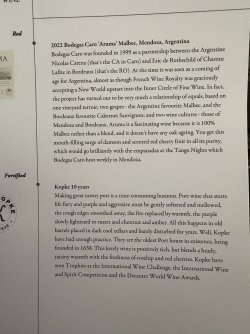 WINE
Red
2022 Bodegas Caro 'Aruma' Malbec, Mendoza, Argentina
Bodegas Caro was founded in 1999 as a partnership between the Argentine
Nicolas Catena (that's the CA in Caro) and Eric de Rothschild of Chateau
Lafite in Bordeaux (that's the RO). At the time it was seen as a coming of
age for Argentina, almost as though French Wine Royalty was graciously
accepting a New World upstart into the Inner Circle of Fine Wine. In fact,
the project has turned out to be very much a relationship of equals, based on
one vineyard two grapes - the Argentine favourite Malbec, and the
Bordeaux favourite Cabernet Sauvignon, and two wine cultures - those of
Mendoza and Bordeaux. Aruma is a fascinating wine because it is 100%
Malbec rather than a blend, and it doesn't have any oak ageing. You get this
mouth-filling surge of damson and scented red cherry fruit in all its purity,
which would go brilliantly with the empanadas at the Tango Nights which
Bodegas Caro host weekly in Mendoza.
Fortified
Kopke 10 years
Making great tawny port is a time-consuming business. Port wine that starts
life fiery and purple and aggressive must be gently softened and mellowed,
the rough edges smoothed away, the fire replaced by warmth, the purple
slowly lightened to russet and chestnut and amber. All this happens in old
barrels placed in dark cool cellars and barely disturbed for years. Well, Kopke
have had enough practice. They are the oldest Port house in existence, being
founded in 1638. This lovely wine is positively rich, but blends a heady,
raisiny warmth with the freshness of rosehip and red cherries. Kopke have
won Trophies at the International Wine Challenge, the International Wine
and Spirit Competition and the Decanter World Wine Awards.